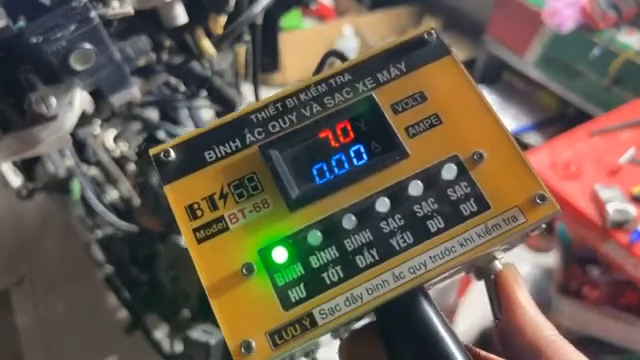 THIẾT BỊ KIỂM TRA
BÌNH ẮC QUY VÀ SẠC XE MÁY
7.0 V
VOLT
0.00 A
AMPE
BT 68
Model BT-68
BÌNH HƯ
BÌNH TỐT
BÌNH ĐẦY
SẠC YẾU
SẠC ĐỦ
SẠC DƯ
LƯU Ý Sạc đầy bình ắc quy trước khi kiểm tra